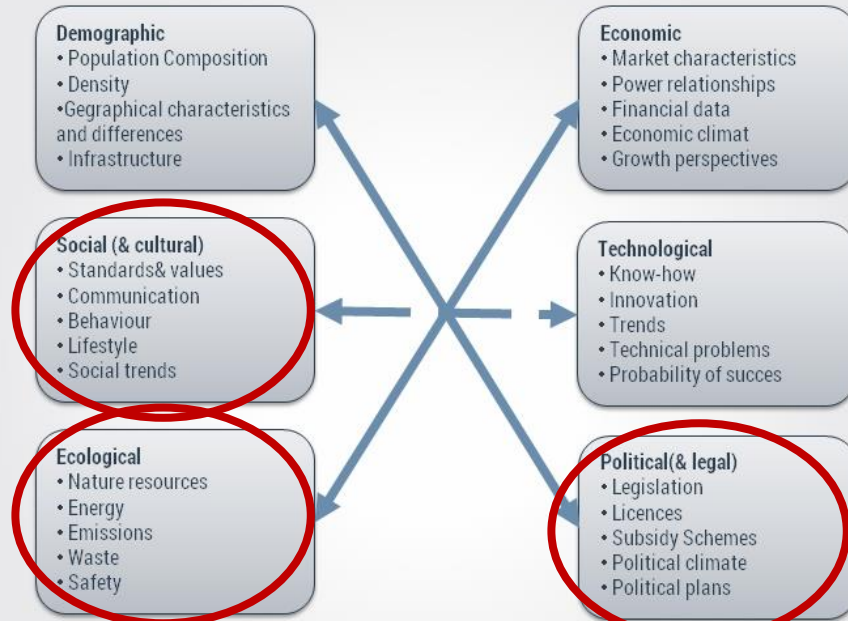 Demographic
• Population Composition
• Density
•Gegraphical characteristics
and differences
• Infrastructure
Economic
• Market characteristics
• Power relationships
• Financial data
• Economic climat
• Growth perspectives
Social (& cultural)
• Standards& values
• Communication
• Behaviour
• Lifestyle
• Social trends
Technological
• Know-how
• Innovation
• Trends
• Technical problems
• Probability of succes
Ecological
• Nature resources
• Energy
• Emissions
• Waste
• Safety
Political(& legal)
• Legislation
• Licences
• Subsidy Schemes
• Political climate
• Political plans